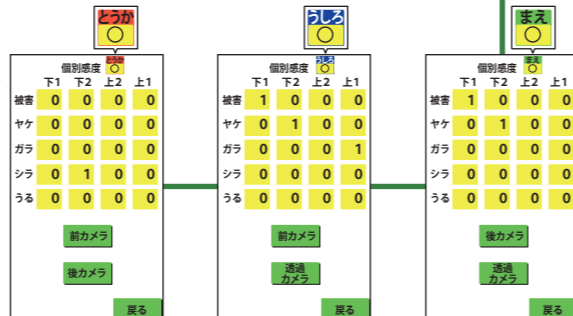 とうか
○
個別感度 とうか ○
下1 下2 上2 上1
被害 0 0 0 0
ヤケ 0 0 0 0
ガラ 0 0 0 0
シラ 0 1 0 0
うる 0 0 0 0
前カメラ
後カメラ
戻る
うしろ
○
個別感度 うしろ ○
下1 下2 上2 上1
被害 1 0 0 0
ヤケ 0 1 0 0
ガラ 0 0 0 1
シラ 0 0 0 0
うる 0 0 0 0
前カメラ
透過
カメラ
戻る
まえ
○
個別感度 まえ ○
下1 下2 上2 上1
被害 1 0 0 0
ヤケ 0 1 0 0
ガラ 0 0 0 0
シラ 0 0 0 0
うる 0 0 0 0
後カメラ
透過
カメラ
戻る